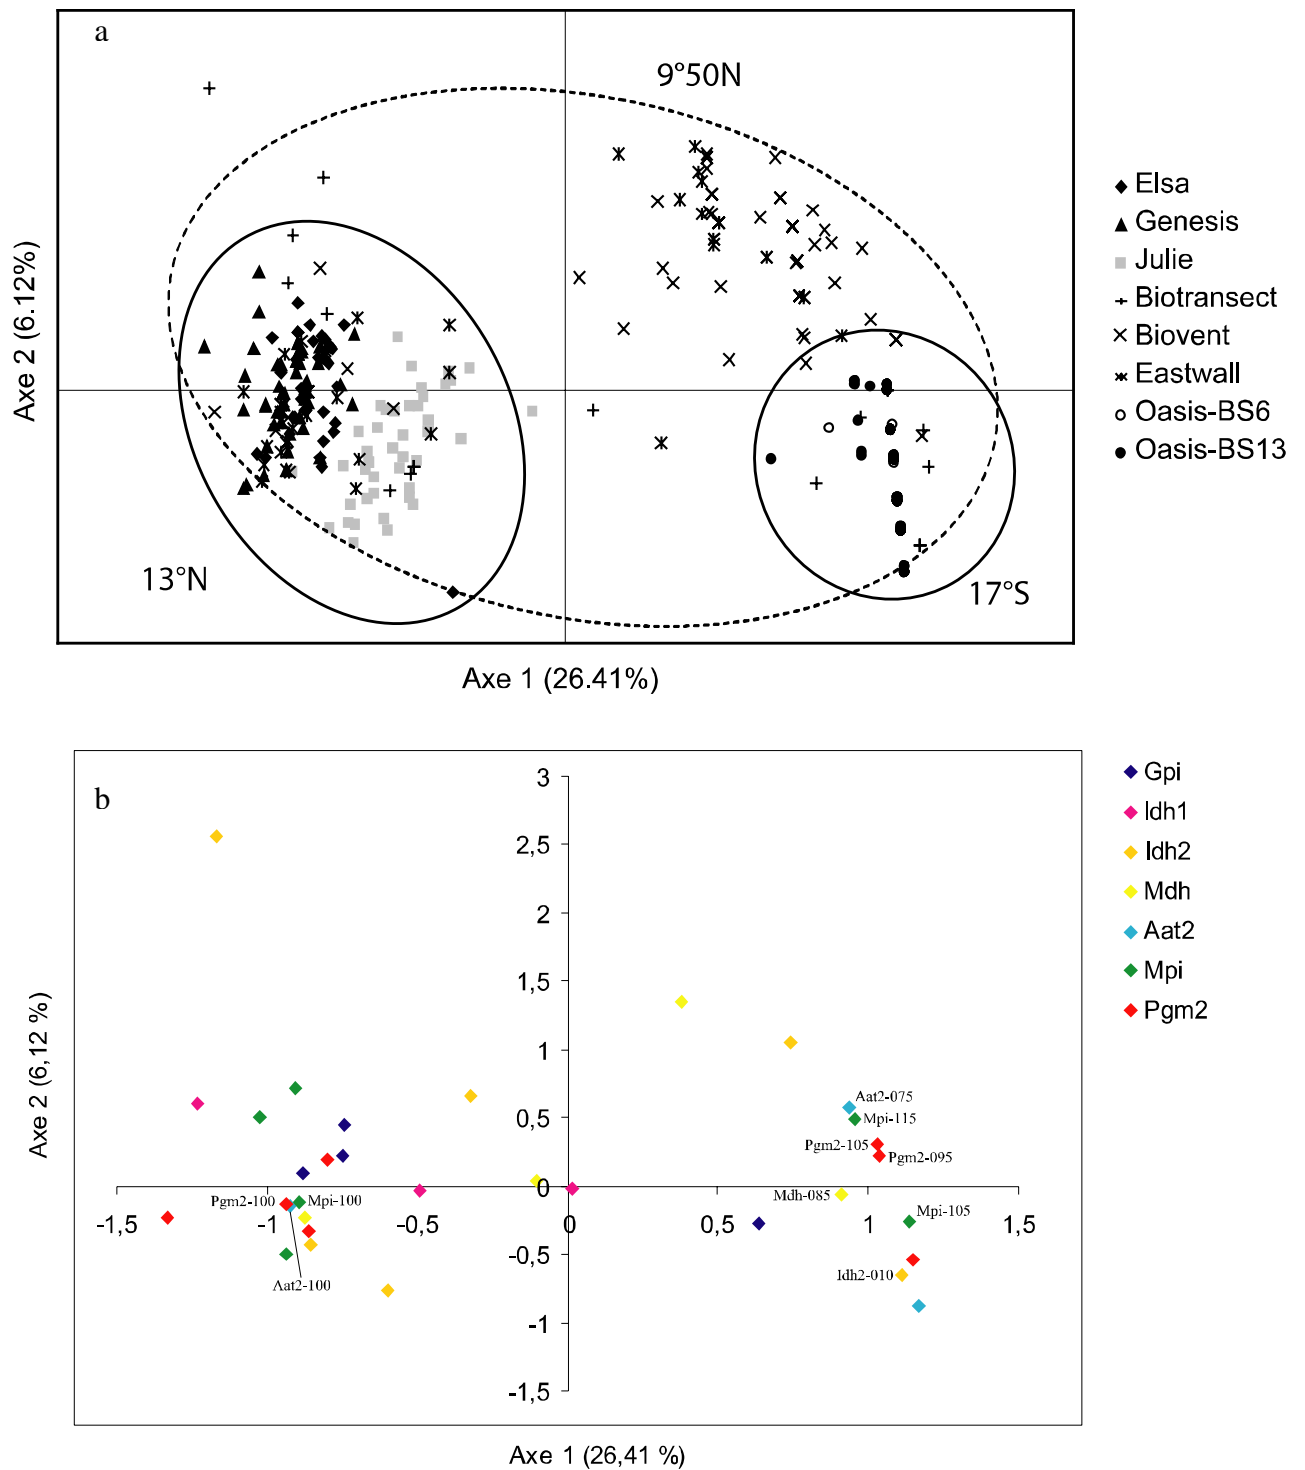 a
9°50N
13°N
17°S
Axe 2 (6.12%)
Axe 1 (26.41%)
Elsa
Genesis
Julie
Biotransect
Biovent
Eastwall
Oasis-BS6
Oasis-BS13
b
3
2,5
2
1,5
1
0,5
0
-0,5
-1
-1,5
-1,5
-1
-0,5
0
0,5
1
1,5
Aat2-075
Mpi-115
Pgm2-105
Pgm2-095
Mdh-085
Mpi-105
Idh2-010
Pgm2-100
Mpi-100
Aat2-100
Axe 2 (6,12 %)
Axe 1 (26,41 %)
Gpi
Idh1
Idh2
Mdh
Aat2
Mpi
Pgm2